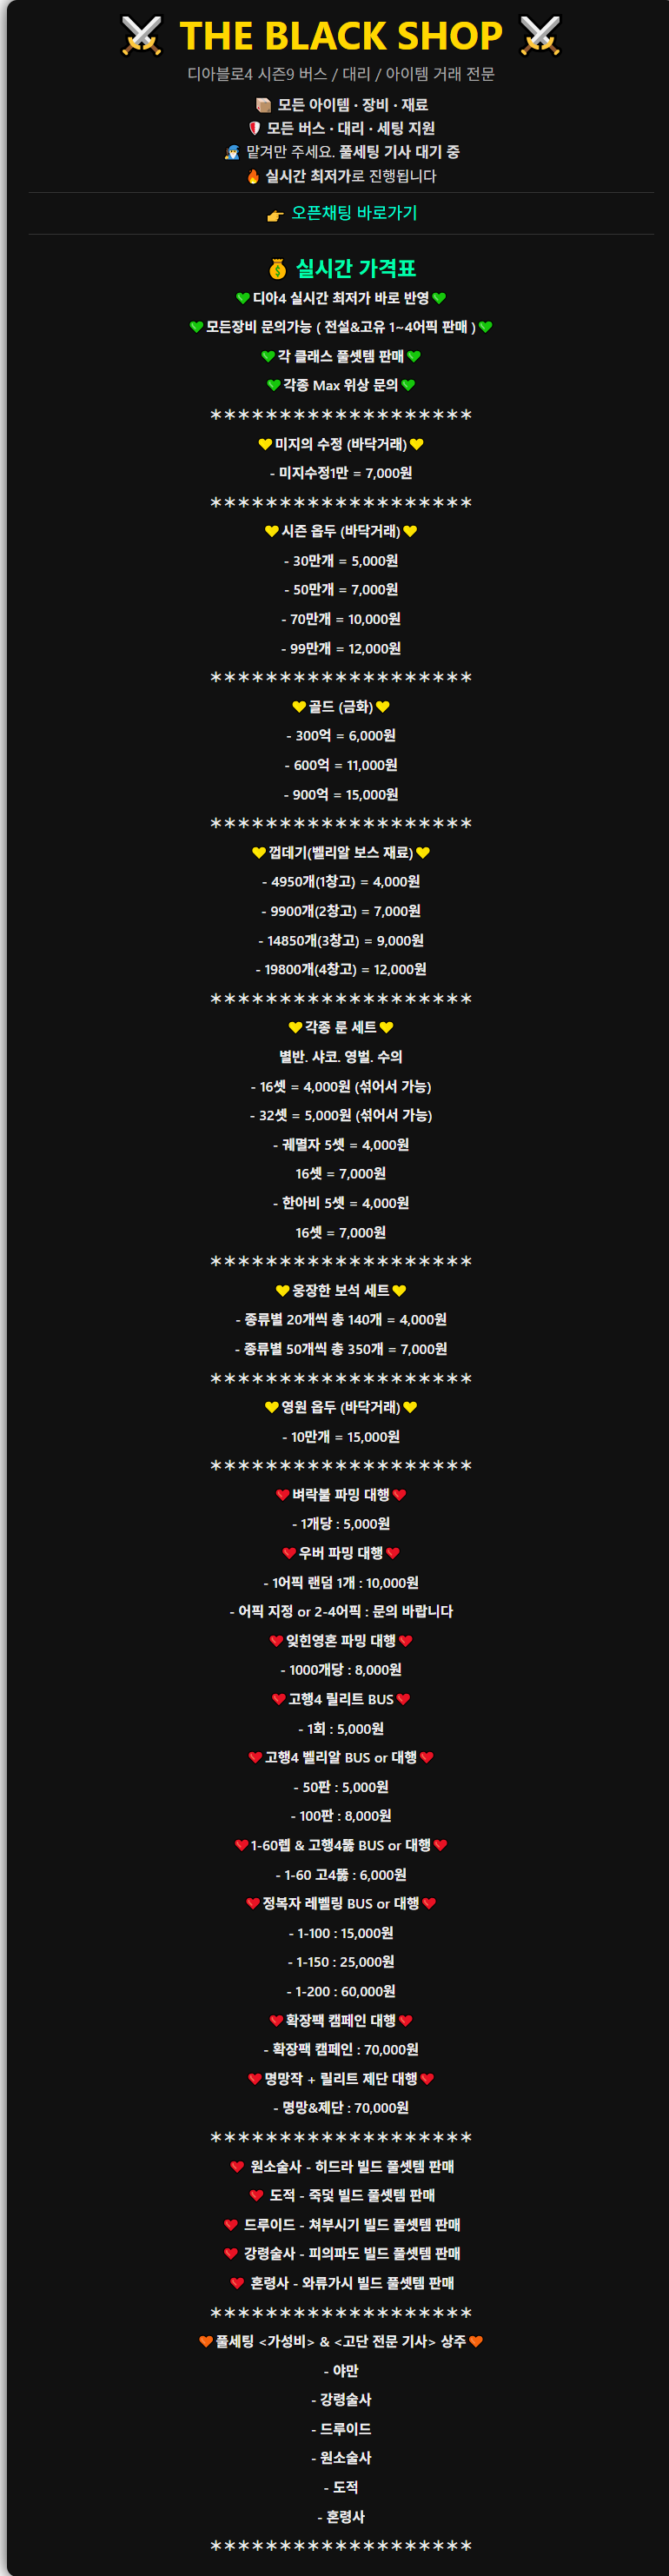 ⚔️ THE BLACK SHOP ⚔️
디아블로4 시즌9 버스 / 대리 / 아이템 거래 전문
📦 모든 아이템 · 장비 · 재료
🛡️ 모든 버스 · 대리 · 세팅 지원
🧙‍♂️ 맡겨만 주세요. 풀세팅 기사 대기 중
🔥 실시간 최저가로 진행됩니다
👉 오픈채팅 바로가기
💰 실시간 가격표
💚디아4 실시간 최저가 바로 반영💚
💚모든장비 문의가능 ( 전설&고유 1~4어픽 판매 )💚
💚각 클래스 풀셋템 판매💚
💚각종 Max 위상 문의💚
＊＊＊＊＊＊＊＊＊＊＊＊＊＊＊＊＊＊＊
💛미지의 수정 (바닥거래)💛
- 미지수정1만 = 7,000원
＊＊＊＊＊＊＊＊＊＊＊＊＊＊＊＊＊＊＊
💛시즌 옵두 (바닥거래)💛
- 30만개 = 5,000원
- 50만개 = 7,000원
- 70만개 = 10,000원
- 99만개 = 12,000원
＊＊＊＊＊＊＊＊＊＊＊＊＊＊＊＊＊＊＊
💛골드 (금화)💛
- 300억 = 6,000원
- 600억 = 11,000원
- 900억 = 15,000원
＊＊＊＊＊＊＊＊＊＊＊＊＊＊＊＊＊＊＊
💛껍데기(벨리알 보스 재료)💛
- 4950개(1창고) = 4,000원
- 9900개(2창고) = 7,000원
- 14850개(3창고) = 9,000원
- 19800개(4창고) = 12,000원
＊＊＊＊＊＊＊＊＊＊＊＊＊＊＊＊＊＊＊
💛각종 룬 세트💛
별반. 샤코. 영벌. 수의
- 16셋 = 4,000원 (섞어서 가능)
- 32셋 = 5,000원 (섞어서 가능)
- 궤멸자 5셋 = 4,000원
16셋 = 7,000원
- 한아비 5셋 = 4,000원
16셋 = 7,000원
＊＊＊＊＊＊＊＊＊＊＊＊＊＊＊＊＊＊＊
💛웅장한 보석 세트💛
- 종류별 20개씩 총 140개 = 4,000원
- 종류별 50개씩 총 350개 = 7,000원
＊＊＊＊＊＊＊＊＊＊＊＊＊＊＊＊＊＊＊
💛영원 옵두 (바닥거래)💛
- 10만개 = 15,000원
＊＊＊＊＊＊＊＊＊＊＊＊＊＊＊＊＊＊＊
❤️벼락불 파밍 대행❤️
- 1개당 : 5,000원
❤️우버 파밍 대행❤️
- 1어픽 랜덤 1개 : 10,000원
- 어픽 지정 or 2-4어픽 : 문의 바랍니다
❤️잊힌영혼 파밍 대행❤️
- 1000개당 : 8,000원
❤️고행4 릴리트 BUS❤️
- 1회 : 5,000원
❤️고행4 벨리알 BUS or 대행❤️
- 50판 : 5,000원
- 100판 : 8,000원
❤️1-60렙 & 고행4뚫 BUS or 대행❤️
- 1-60 고4뚫 : 6,000원
❤️정복자 레벨링 BUS or 대행❤️
- 1-100 : 15,000원
- 1-150 : 25,000원
- 1-200 : 60,000원
❤️확장팩 캠페인 대행❤️
- 확장팩 캠페인 : 70,000원
❤️명망작 + 릴리트 제단 대행❤️
- 명망&제단 : 70,000원
＊＊＊＊＊＊＊＊＊＊＊＊＊＊＊＊＊＊＊
❤️ 원소술사 - 히드라 빌드 풀셋템 판매
❤️ 도적 - 죽덫 빌드 풀셋템 판매
❤️ 드루이드 - 쳐부시기 빌드 풀셋템 판매
❤️ 강령술사 - 피의파도 빌드 풀셋템 판매
❤️ 혼령사 - 와류가시 빌드 풀셋템 판매
＊＊＊＊＊＊＊＊＊＊＊＊＊＊＊＊＊＊＊
🧡풀세팅 <가성비> & <고단 전문 기사> 상주🧡
- 야만
- 강령술사
- 드루이드
- 원소술사
- 도적
- 혼령사
＊＊＊＊＊＊＊＊＊＊＊＊＊＊＊＊＊＊＊